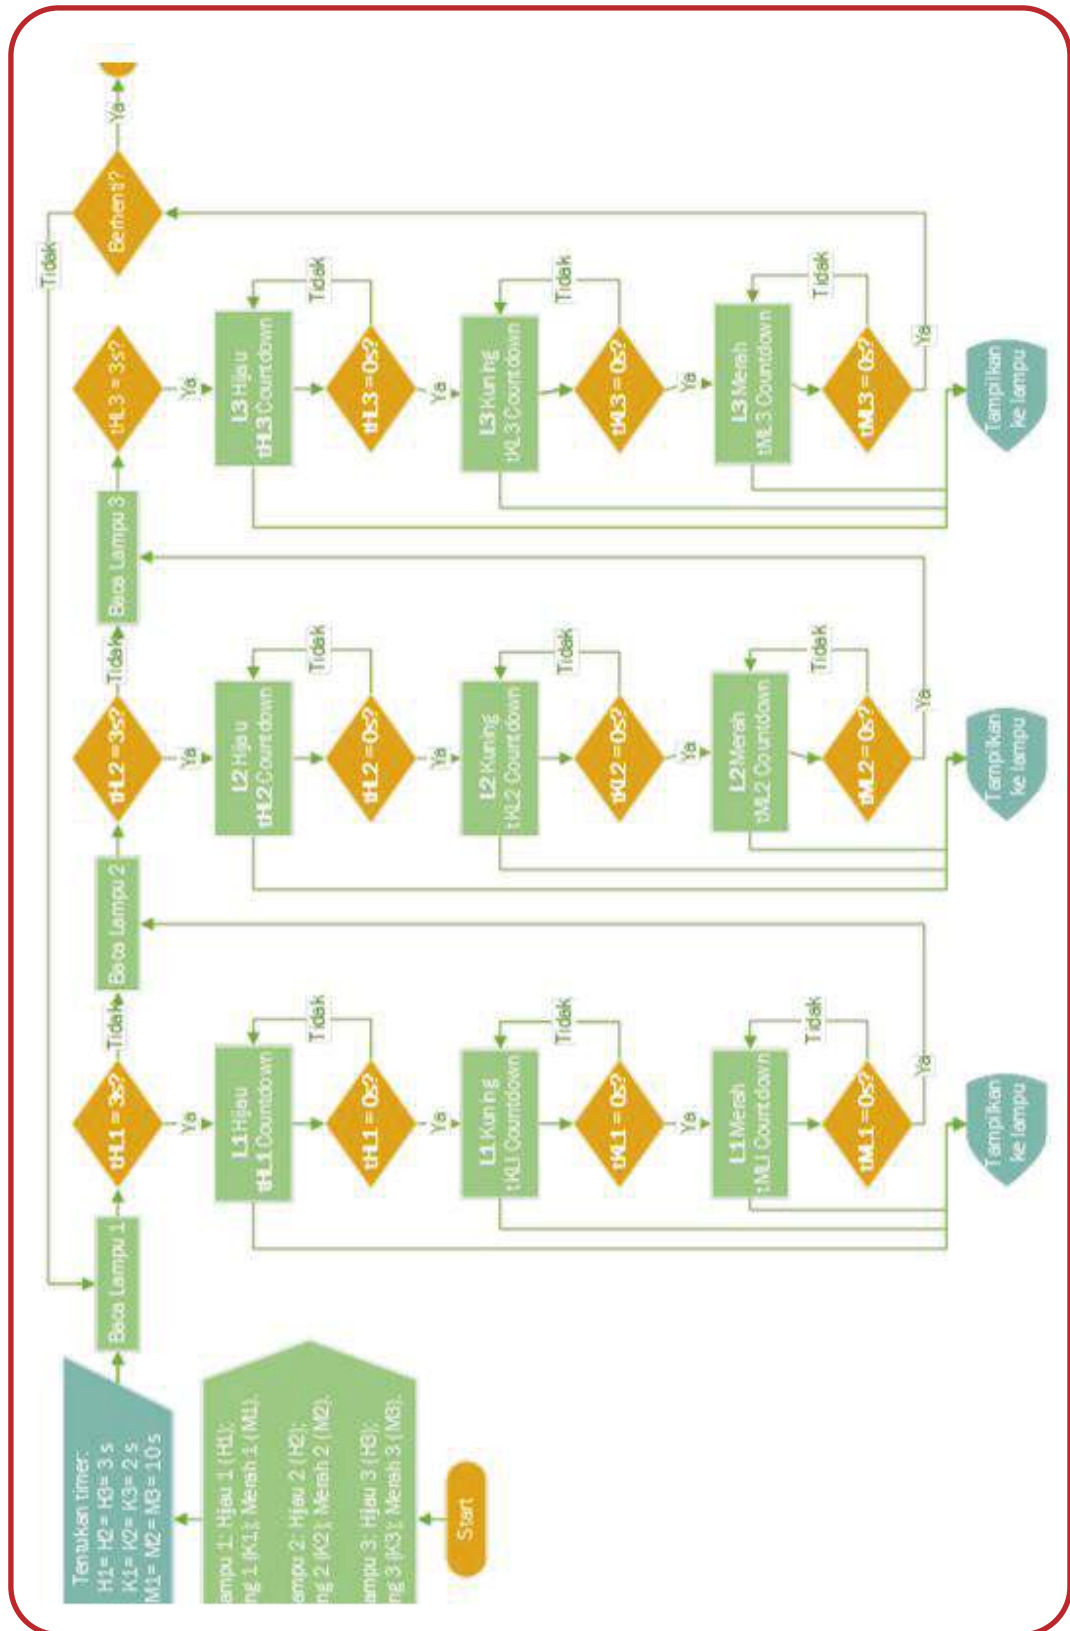 Start
ampu 1: Hijau 1 (H1);
ng 1 (K1); Merah 1 (M1).
ampu 2: Hijau 2 (H2);
ng 2 (K2); Merah 2 (M2).
ampu 3: Hijau 3 (H3);
ng 3 (K3); Merah 3 (M3).
Tentukan timer:
H1= H2= H3= 3 s
K1= K2= K3= 2 s
M1= M2= M3= 10 s
Baca Lampu 1
tHL1 = 3s?
Tidak
Ya
L1 Hijau
tHL1 Countdown
tHL1 = 0s?
Tidak
Ya
L1 Kuning
tKLI Countdown
tKL1 = 0s?
Tidak
Ya
L1 Merah
tMLI Countdown
tML1 = 0s?
Tidak
Ya
Tampilkan
ke lampu
Baca Lampu 2
tHL2 = 3s?
Tidak
Ya
L2 Hijau
tHL2 Countdown
tHL2 = 0s?
Tidak
Ya
L2 Kuning
tKL2 Countdown
tKL2 = 0s?
Tidak
Ya
L2 Merah
tML2 Countdown
tML2 = 0s?
Tidak
Ya
Tampilkan
ke lampu
Baca Lampu 3
tHL3 = 3s?
Ya
L3 Hijau
tHL3 Countdown
tHL3 = 0s?
Tidak
Ya
L3 Kuning
tKL3 Countdown
tKL3 = 0s?
Tidak
Ya
L3 Merah
tML3 Countdown
tML3 = 0s?
Tidak
Ya
Tampilkan
ke lampu
Berhenti?
Tidak
Ya